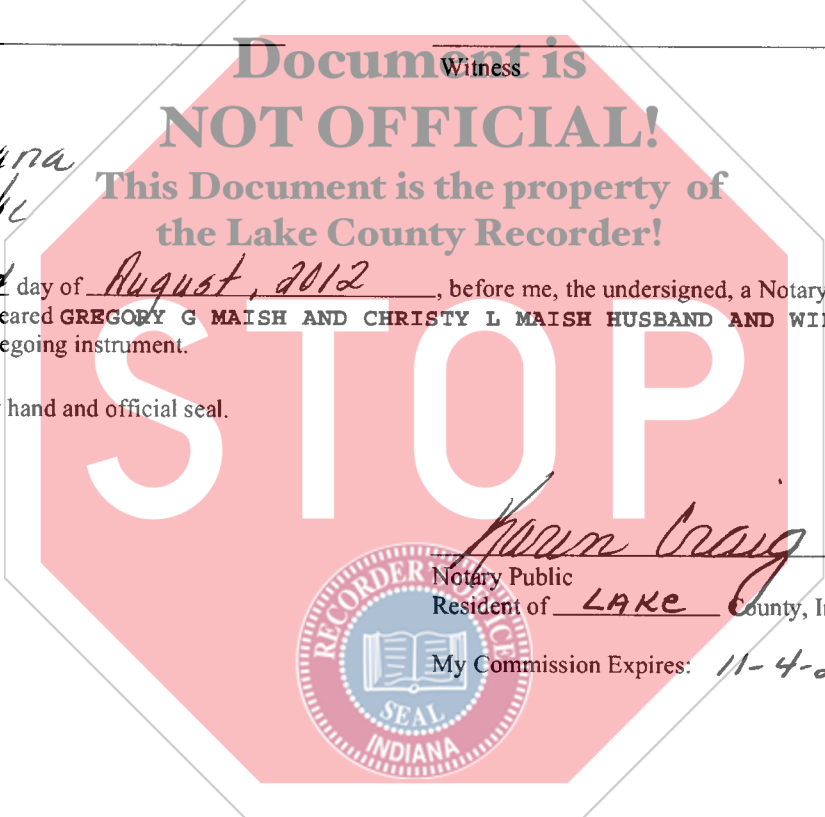 Document is
Witness
NOT OFFICIAL!
This Document is the property of
the Lake County Recorder!
day of August, 2012, before me, the undersigned, a Notary
eared GREGORY G MAISH AND CHRISTY L MAISH HUSBAND AND WI
egoing instrument.
hand and official seal.
STOP
Karen Craig
RECORDER'S OFFICE
Notary Public
Resident of LAKE County, I
My Commission Expires: 11-4-
SEAL
INDIANA